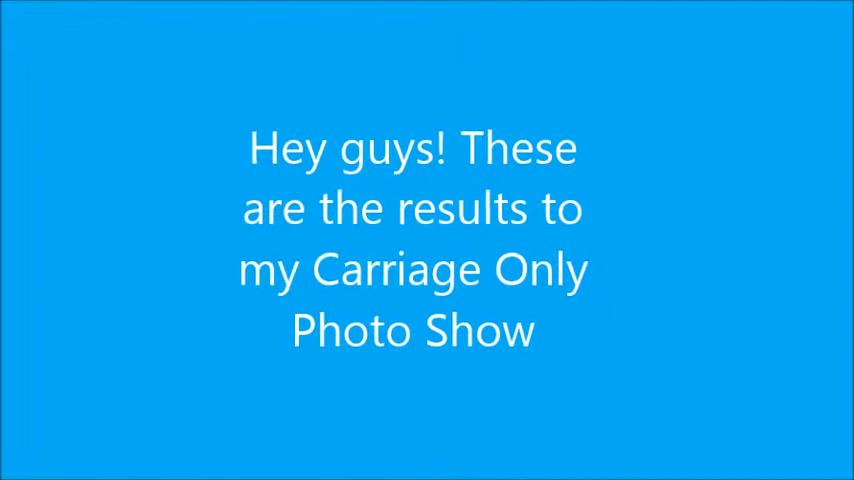 Hey guys! These
are the results to
my Carriage Only
Photo Show